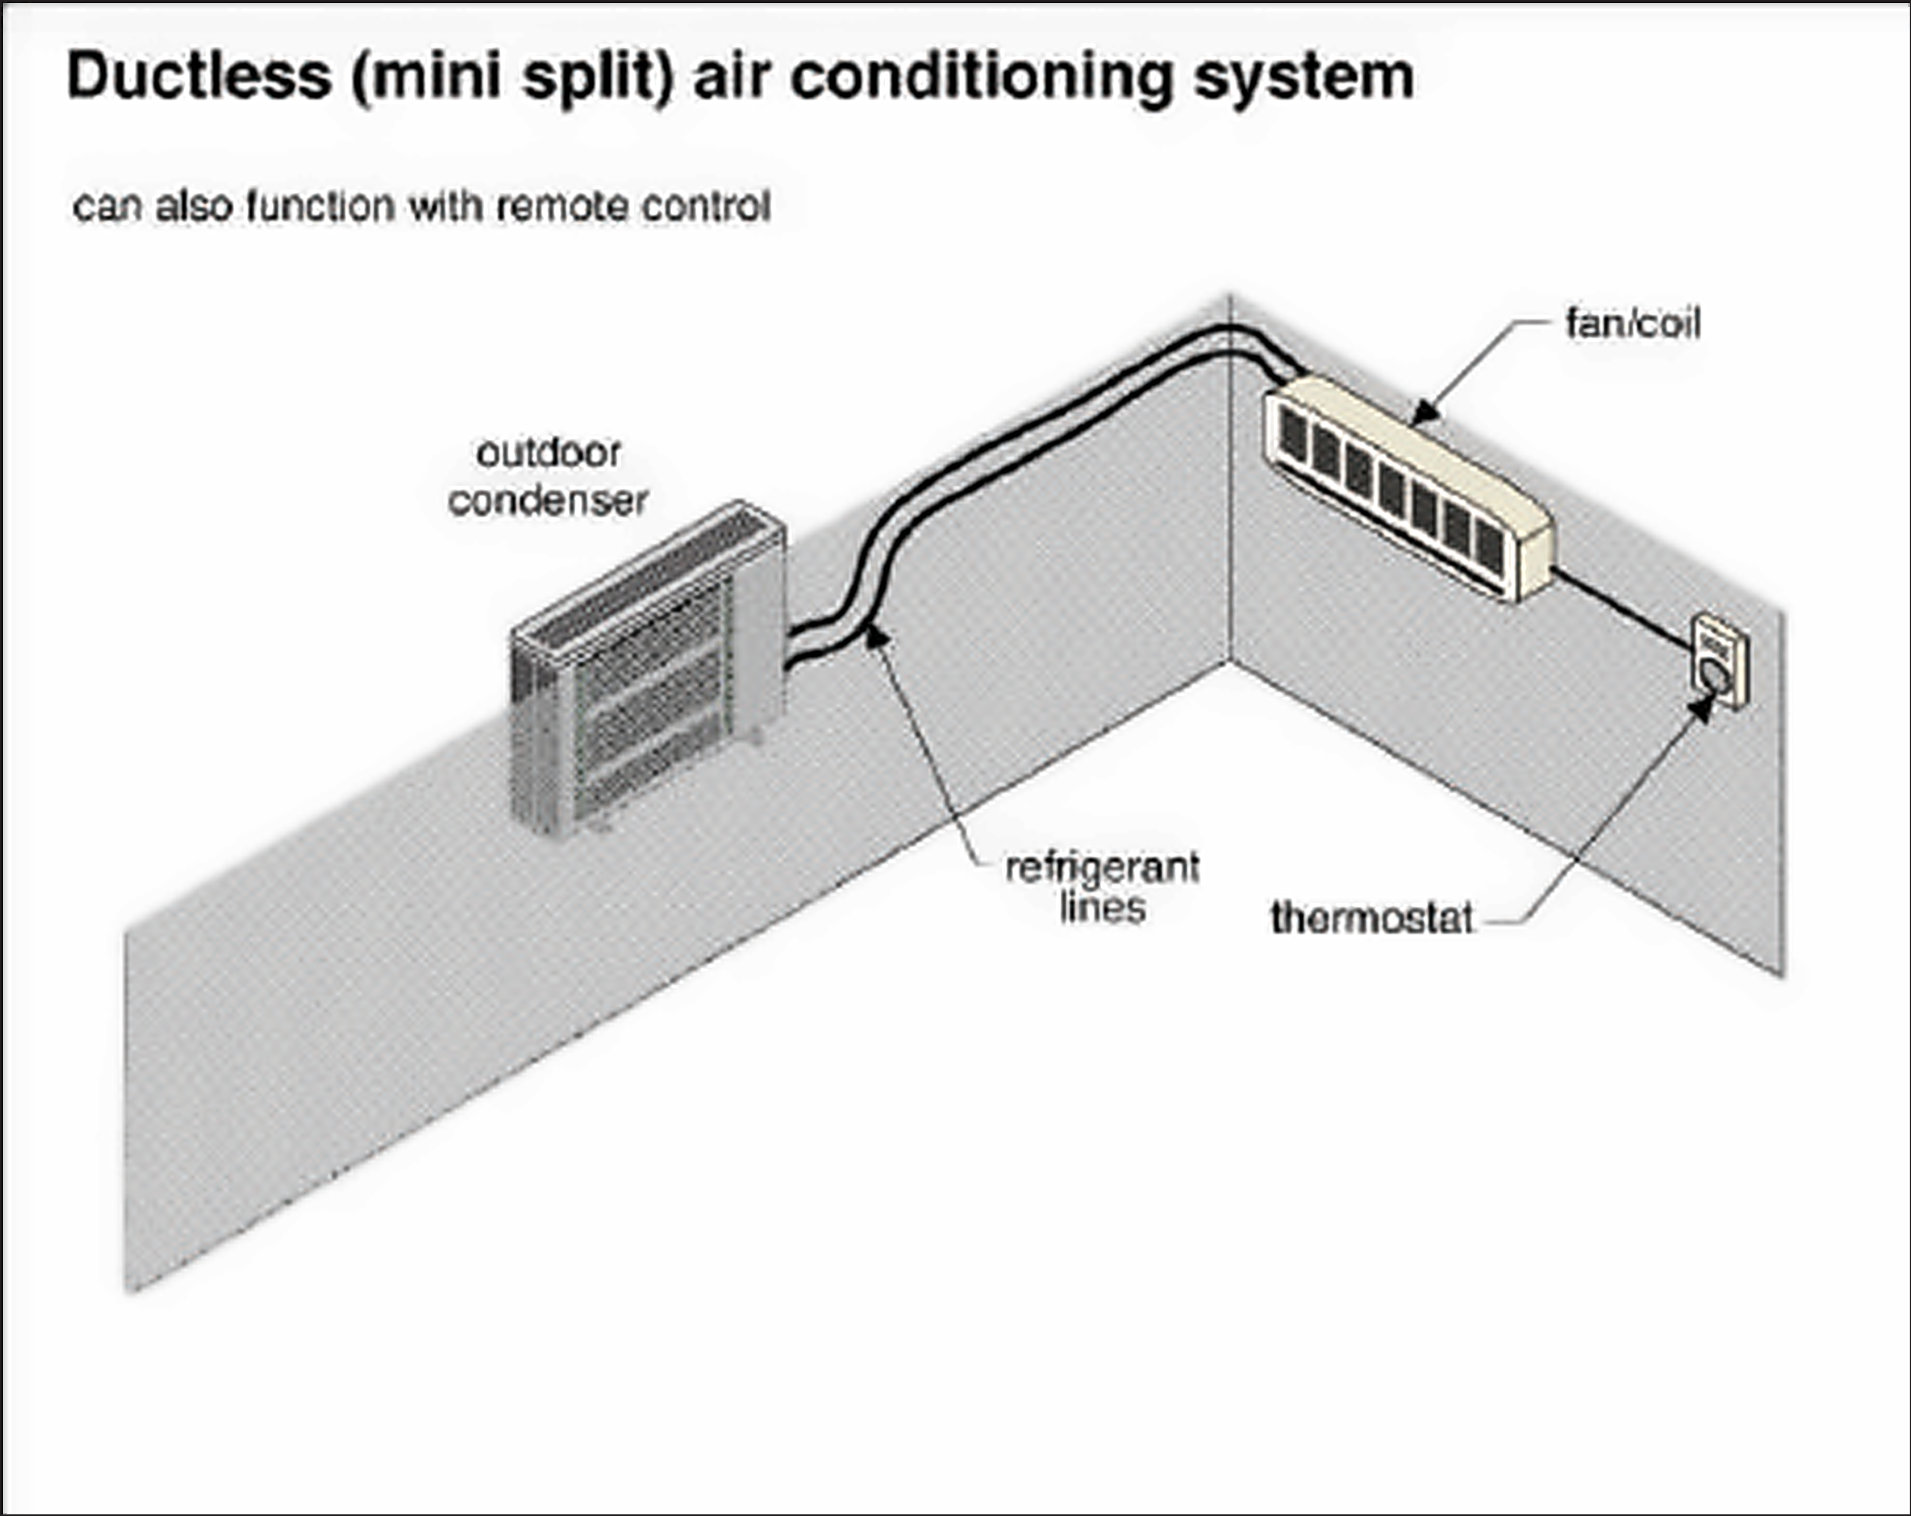 Ductless (mini split) air conditioning system
can also function with remote control
fan/coil
outdoor
condenser
refrigerant
lines
thermostat